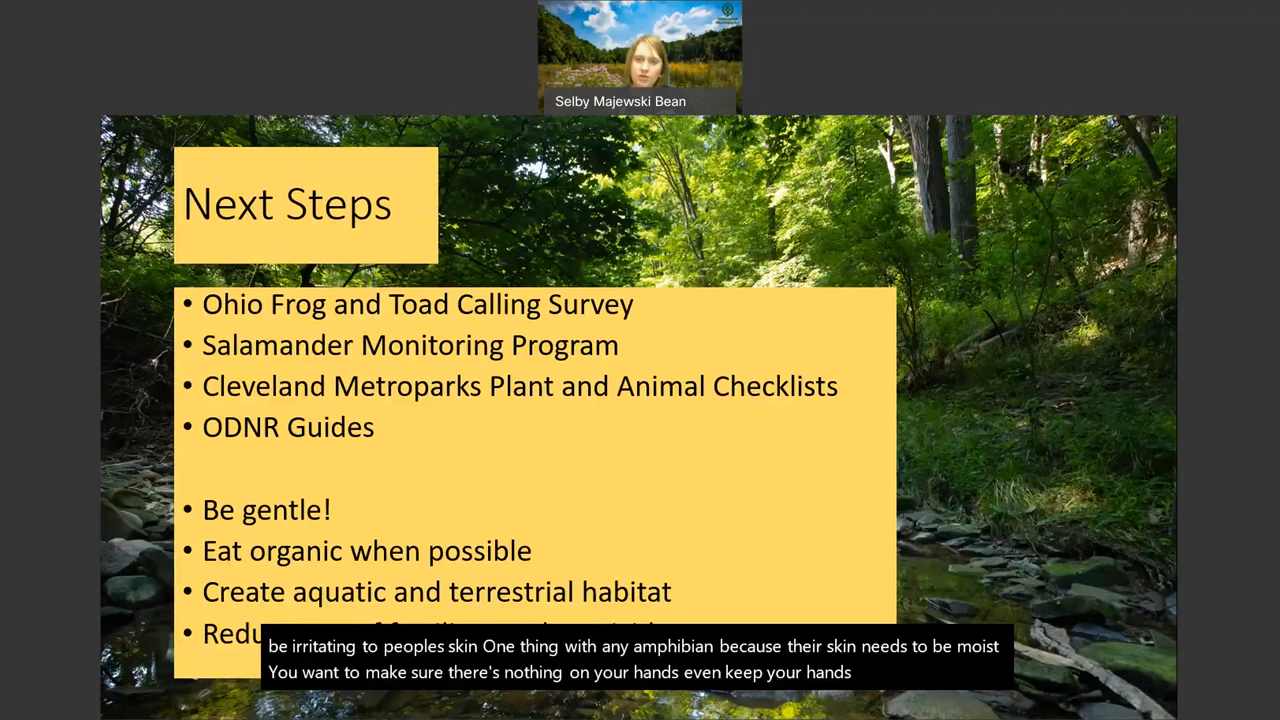 Selby Majewski Bean
Next Steps
• Ohio Frog and Toad Calling Survey
• Salamander Monitoring Program
• Cleveland Metroparks Plant and Animal Checklists
• ODNR Guides
• Be gentle!
• Eat organic when possible
• Create aquatic and terrestrial habitat
be irritating to peoples skin One thing with any amphibian because their skin needs to be moist
You want to make sure there's nothing on your hands even keep your hands